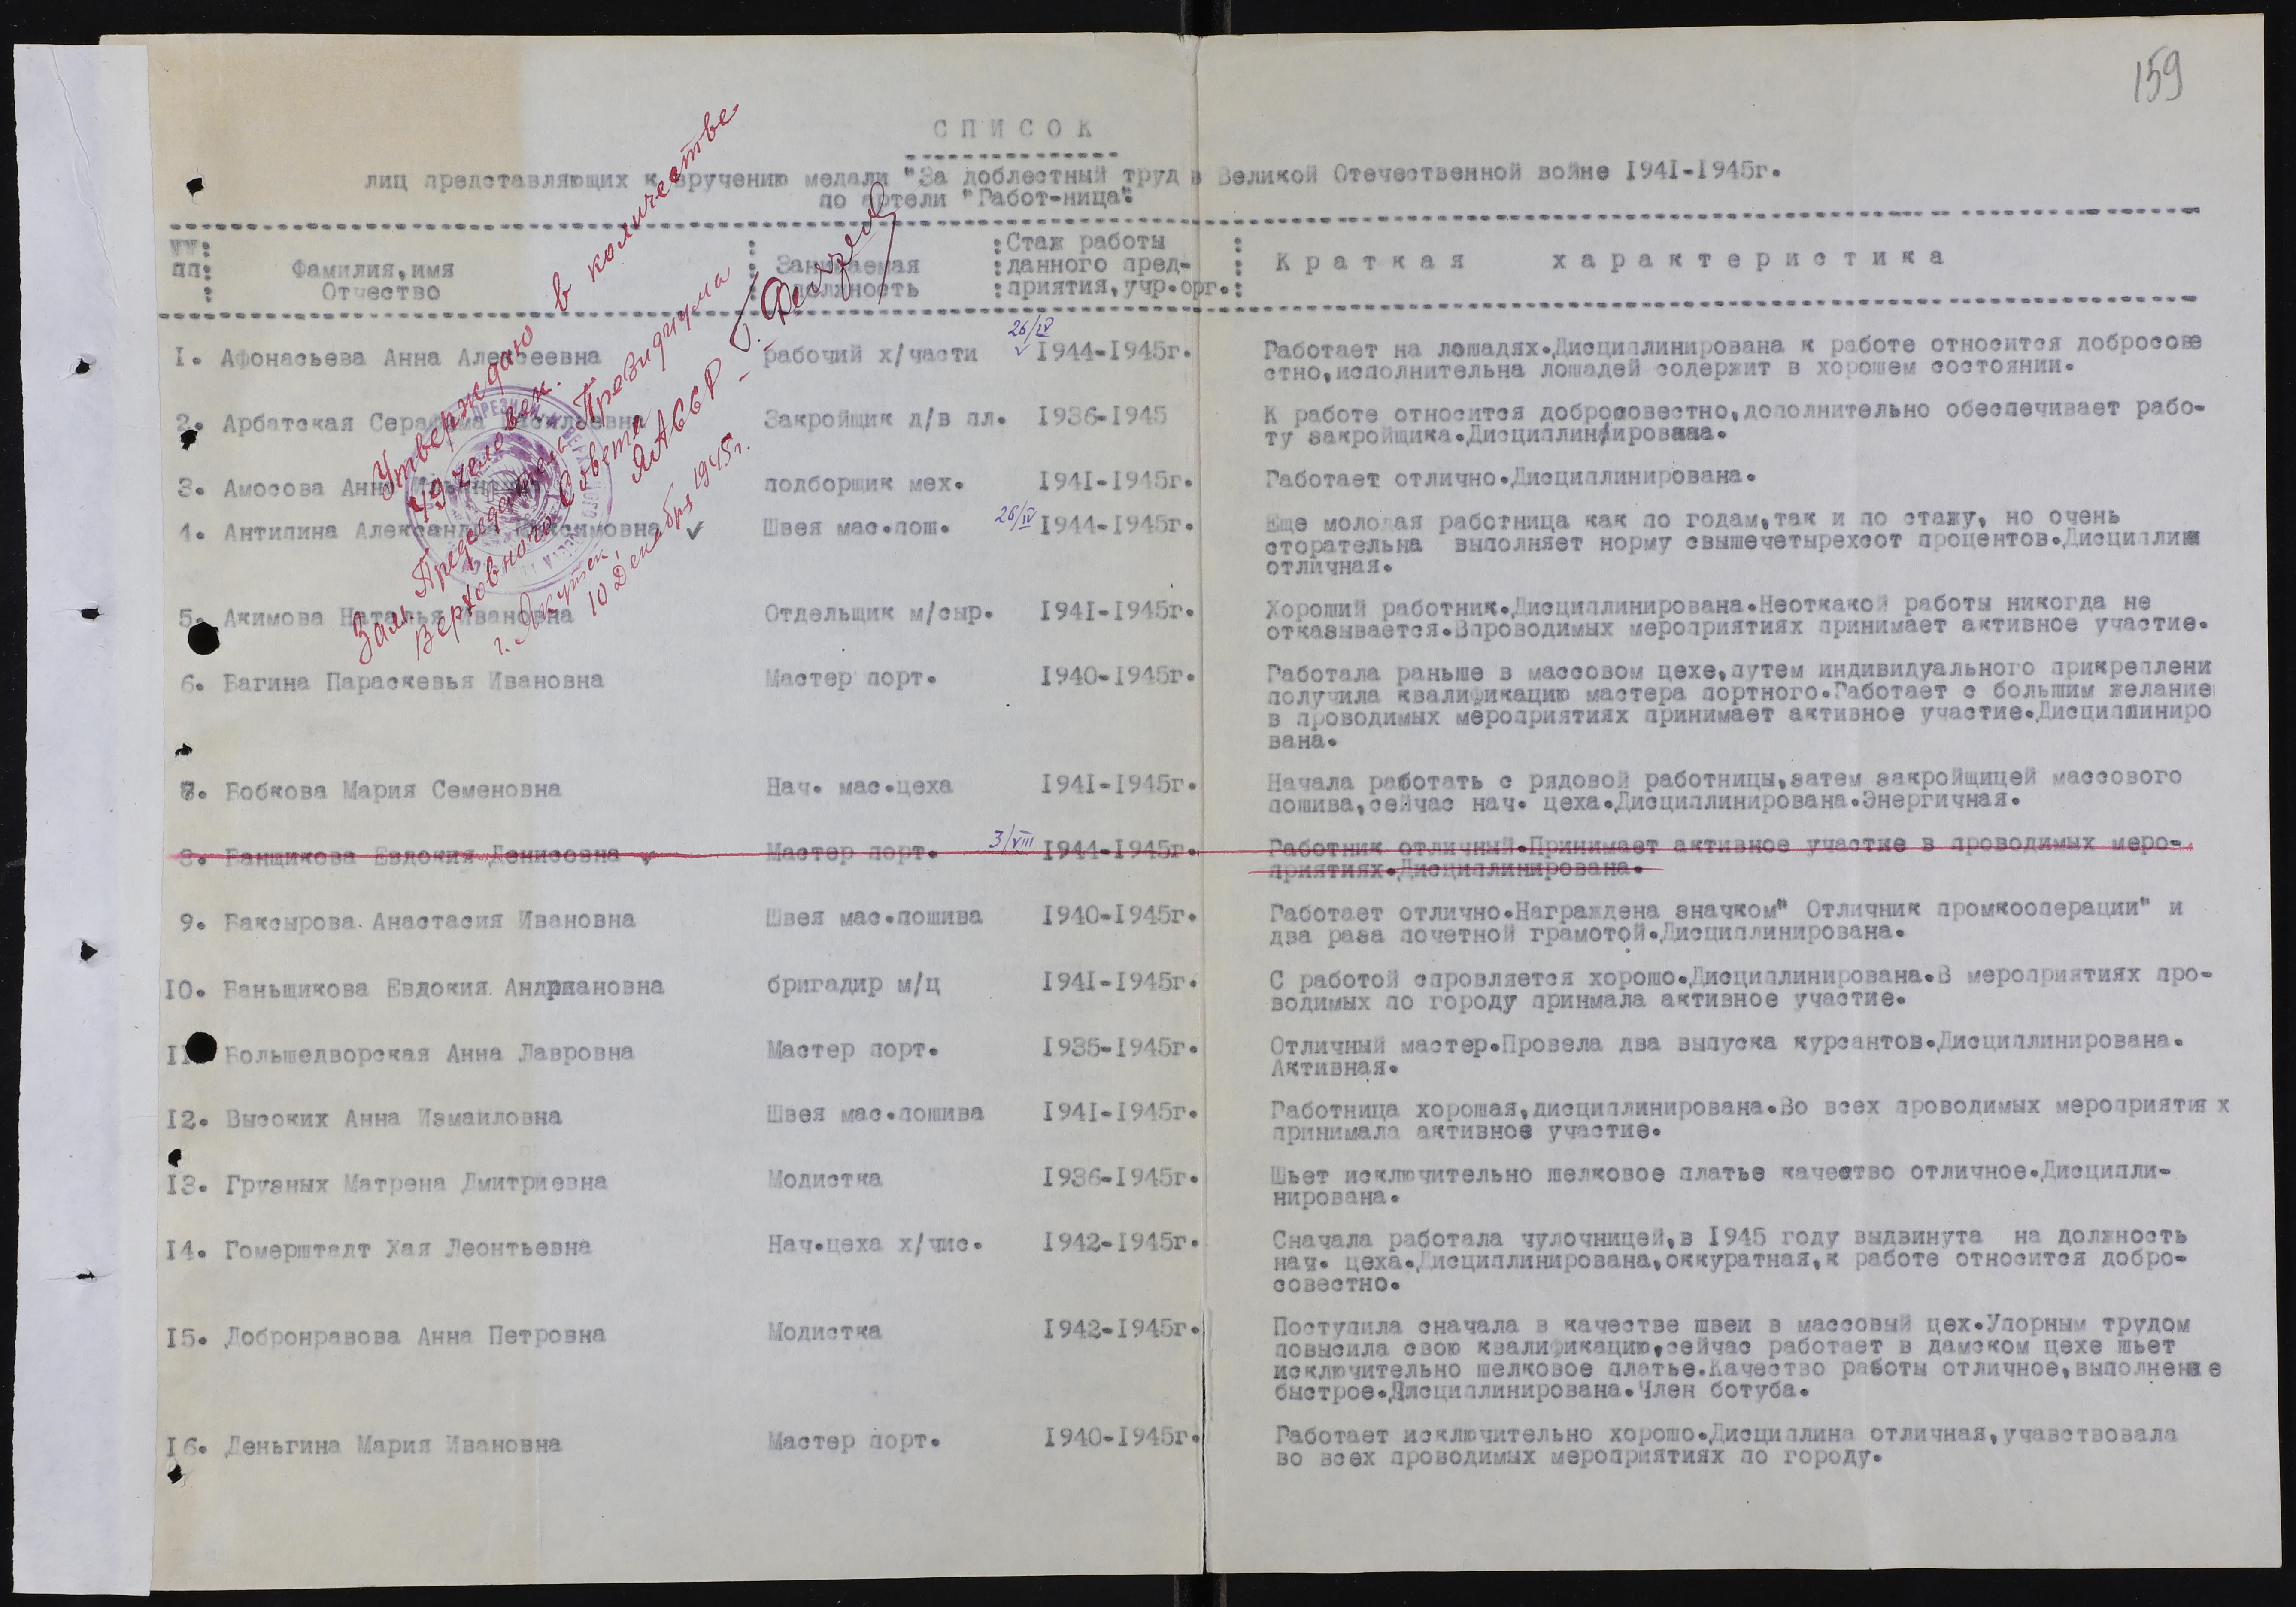 159
СПИСОК
лиц представляющих к вручению медали "За доблестный труд в Великой Отечественной войне 1941-1945г.
по артели "Работ-ница".
№№: : :Стаж работы :
пп: Фамилия,имя : Занимаемая :данного пред- : Краткая характеристика
: Отчество : должность :приятия,учр.орг.:
Утверждаю в количестве
49 человек.
Зам. Председателя Президиума
Верховного Совета ЯАССР
г. Якутск,
10 Декабря 1945г.
26/IV
1. Афонасьева Анна Алексеевна рабочий х/части ✓ 1944-1945г. Работает на лошадях.Дисциплинирована к работе относится добросове
стно,исполнительна лошадей содержит в хорошем состоянии.
2. Арбатская Серафима Василаевна Закройщик д/в пл. 1936-1945 К работе относится добросовестно,дополнительно обеспечивает рабо-
ту закройщика.Дисциплинирована.
3. Амосова Анна подборщик мех. 1941-1945г. Работает отлично.Дисциплинирована.
4. Антипина Александра Максимовна ✓ Швея мас.пош. 26/IV 1944-1945г. Еще молодая работница как по годам,так и по стажу, но очень
сторательна выполняет норму свышечетырехсот процентов.Дисциплина
отличная.
5. Акимова Наталья Ивановна Отдельщик м/сыр. 1941-1945г. Хороший работник.Дисциплинирована.Неоткакой работы никогда не
отказывается.Впроводимых мероприятиях принимает активное участие.
6. Вагина Параскевья Ивановна Мастер порт. 1940-1945г. Работала раньше в массовом цехе,путем индивидуального прикреплени
получила квалификацию мастера портного.Работает с большим желание
в проводимых мероприятиях принимает активное участие.Дисциплиниро
вана.
7. Бобкова Мария Семеновна Нач. мас.цеха 1941-1945г. Начала работать с рядовой работницы,затем закройщицей массового
пошива,сейчас нач. цеха.Дисциплинирована.Энергичная.
8. Банщикова Евдокия Денисовна ✓ Мастер порт. 3/VIII 1944-1945г. Работник отличный.Принимает активное участие в проводимых меро-
приятиях.Дисциплинирована.
9. Баксырова Анастасия Ивановна Швея мас.пошива 1940-1945г. Работает отлично.Награждена значком" Отличник промкооперации" и
два раза почетной грамотой.Дисциплинирована.
10. Баньщикова Евдокия Андриановна бригадир м/ц 1941-1945г. С работой спровляется хорошо.Дисциплинирована.В мероприятиях про-
водимых по городу принмала активное участие.
11. Большедворская Анна Лавровна Мастер порт. 1935-1945г. Отличный мастер.Провела два выпуска курсантов.Дисциплинирована.
Активная.
12. Высоких Анна Измаиловна Швея мас.пошива 1941-1945г. Работница хорошая,дисциплинирована.Во всех проводимых мероприятия х
принимала активное участие.
13. Грузных Матрена Дмитриевна Модистка 1936-1945г. Шьет исключительно шелковое платье качество отличное.Дисципли-
нирована.
14. Гомерштадт Хая Леонтьевна Нач.цеха х/чис. 1942-1945г. Сначала работала чулочницей,в 1945 году выдвинута на должность
нач. цеха.Дисциплинирована,оккуратная,к работе относится добро-
совестно.
15. Добронравова Анна Петровна Модистка 1942-1945г. Поступила сначала в качестве швеи в массовый цех.Упорным трудом
повысила свою квалификацию,сейчас работает в дамском цехе шьет
исключительно шелковое платье.Качество работы отличное,выполнение
быстрое.Дисциплинирована.Член ботуба.
16. Деньгина Мария Ивановна Мастер порт. 1940-1945г. Работает исключительно хорошо.Дисциплина отличная,учавствовала
во всех проводимых мероприятиях по городу.